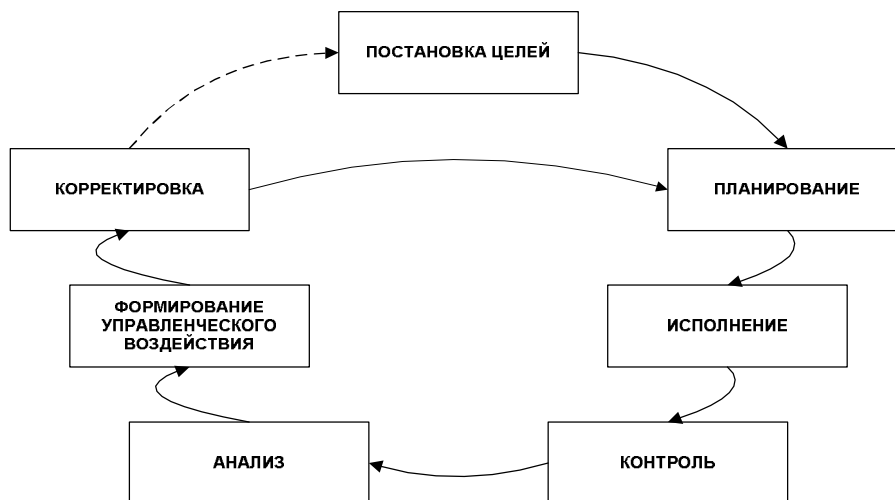 ПОСТАНОВКА ЦЕЛЕЙ
КОРРЕКТИРОВКА
ПЛАНИРОВАНИЕ
ФОРМИРОВАНИЕ
УПРАВЛЕНЧЕСКОГО
ВОЗДЕЙСТВИЯ
ИСПОЛНЕНИЕ
АНАЛИЗ
КОНТРОЛЬ